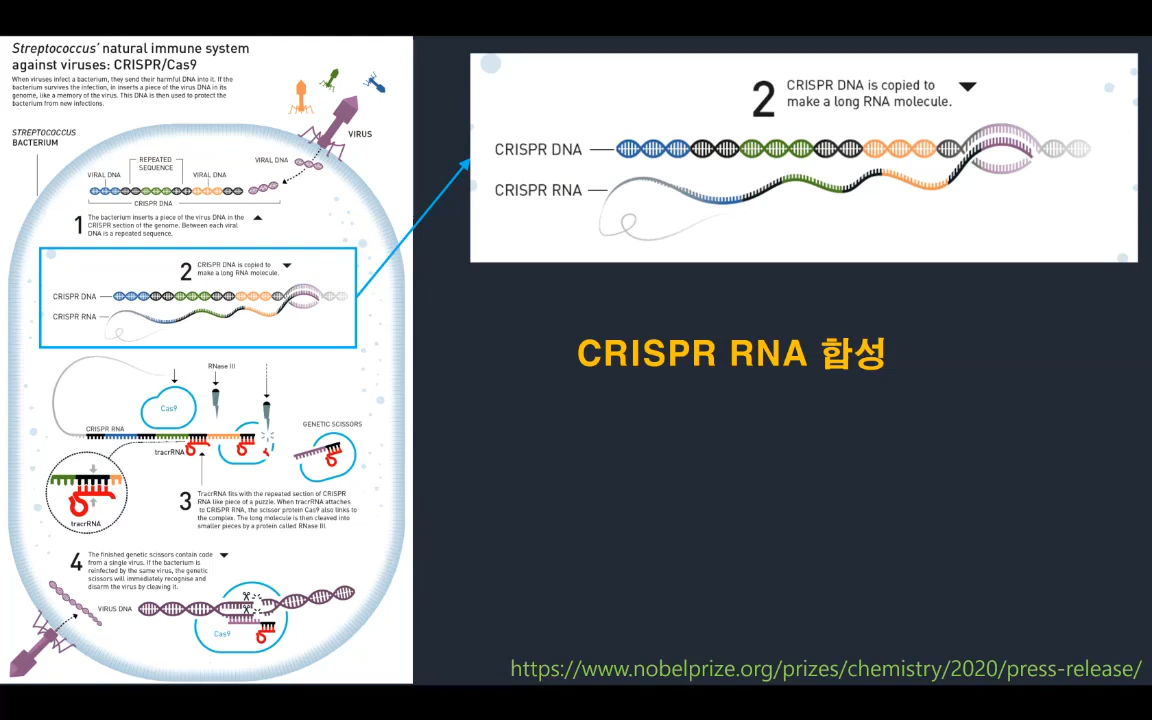 Streptococcus' natural immune system
against viruses: CRISPR/Cas9
When viruses infect a bacterium, they send their harmful DNA into it. If the
bacterium survives the infection, in inserts a piece of the virus DNA in its
genome, like a memory of the virus. This DNA is then used to protect the
bacterium from new infections.
STREPTOCOCCUS
BACTERIUM
VIRUS
REPEATED
SEQUENCE
VIRAL DNA
VIRAL DNA
VIRAL DNA
CRISPR DNA
1
The bacterium inserts a piece of the virus DNA in the
CRISPR section of the genome. Between each viral
DNA is a repeated sequence.
2
CRISPR DNA is copied to
make a long RNA molecule.
CRISPR DNA
CRISPR RNA
RNase III
Cas9
CRISPR RNA
GENETIC SCISSORS
tracrRNA
tracrRNA
3
TracrRNA fits with the repeated section of CRISPR
RNA like piece of a puzzle. When tracrRNA attaches
to CRISPR RNA, the scissor protein Cas9 also links to
the complex. The long molecule is then cleaved into
smaller pieces by a protein called RNase III.
4
The finished genetic scissors contain code
from a single virus. If the bacterium is
reinfected by the same virus, the genetic
scissors will immediately recognise and
disarm the virus by cleaving it.
VIRUS DNA
Cas9
2
CRISPR DNA is copied to
make a long RNA molecule.
CRISPR DNA
CRISPR RNA
CRISPR RNA 합성
https://www.nobelprize.org/prizes/chemistry/2020/press-release/